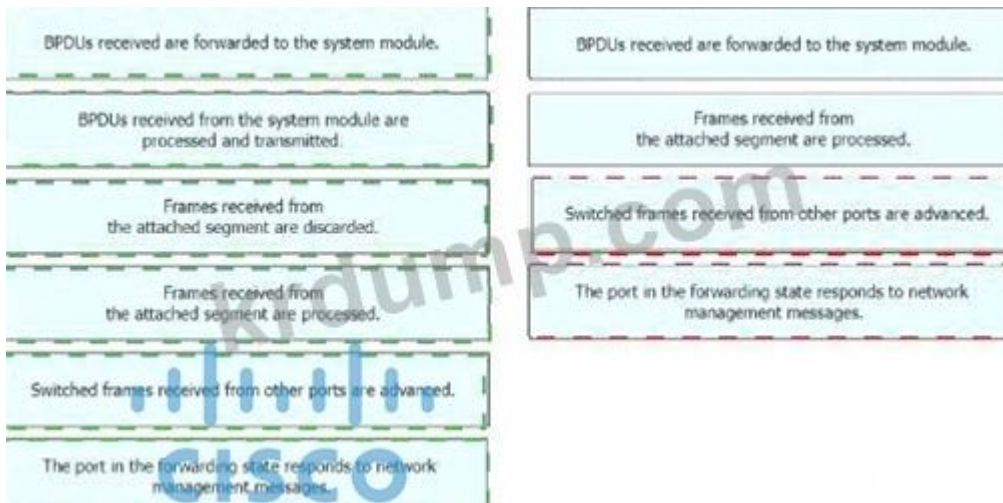 BPDUs received are forwarded to the system module.
BPDUs received from the system module are
processed and transmitted.
Frames received from
the attached segment are discarded.
Frames received from
the attached segment are processed.
Switched frames received from other ports are advanced.
The port in the forwarding state responds to network
management messages.
BPDUs received are forwarded to the system module.
Frames received from
the attached segment are processed.
Switched frames received from other ports are advanced.
The port in the forwarding state responds to network
management messages.
krdump.com
CISCO